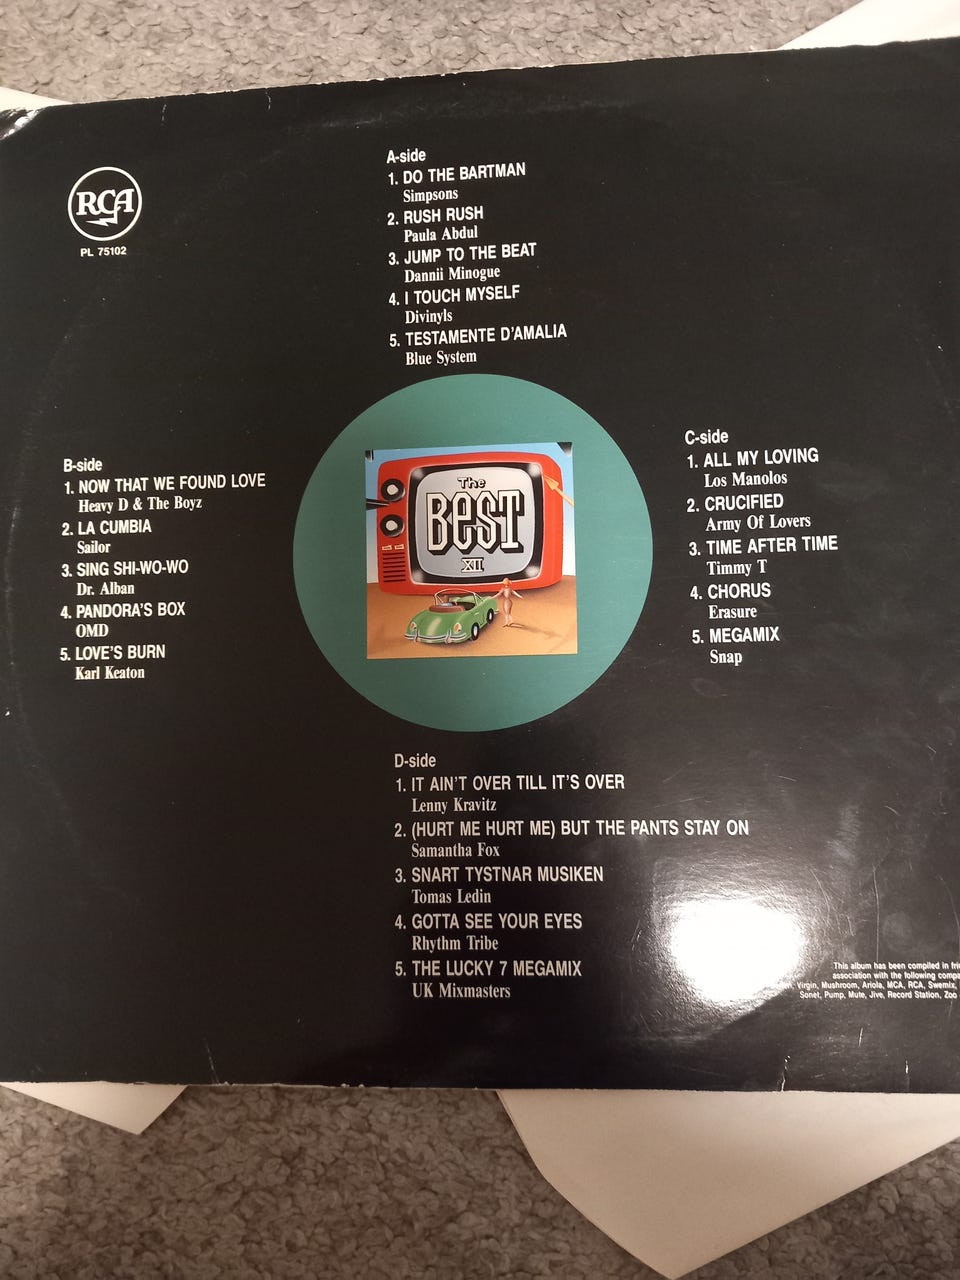 RCA
PL 75102
A-side
1. DO THE BARTMAN
Simpsons
2. RUSH RUSH
Paula Abdul
3. JUMP TO THE BEAT
Dannii Minogue
4. I TOUCH MYSELF
Divinyls
5. TESTAMENTE D'AMALIA
Blue System
B-side
1. NOW THAT WE FOUND LOVE
Heavy D & The Boyz
2. LA CUMBIA
Sailor
3. SING SHI-WO-WO
Dr. Alban
4. PANDORA'S BOX
OMD
5. LOVE'S BURN
Karl Keaton
The
BEST
XII
C-side
1. ALL MY LOVING
Los Manolos
2. CRUCIFIED
Army Of Lovers
3. TIME AFTER TIME
Timmy T
4. CHORUS
Erasure
5. MEGAMIX
Snap
D-side
1. IT AIN'T OVER TILL IT'S OVER
Lenny Kravitz
2. (HURT ME HURT ME) BUT THE PANTS STAY ON
Samantha Fox
3. SNART TYSTNAR MUSIKEN
Tomas Ledin
4. GOTTA SEE YOUR EYES
Rhythm Tribe
5. THE LUCKY 7 MEGAMIX
UK Mixmasters
This album has been compiled in
association with the following
Virgin, Mushroom, Ariola, MCA, RCA, Swemix,
Sonet, Pump, Mute, Jive, Record Station, Zoo